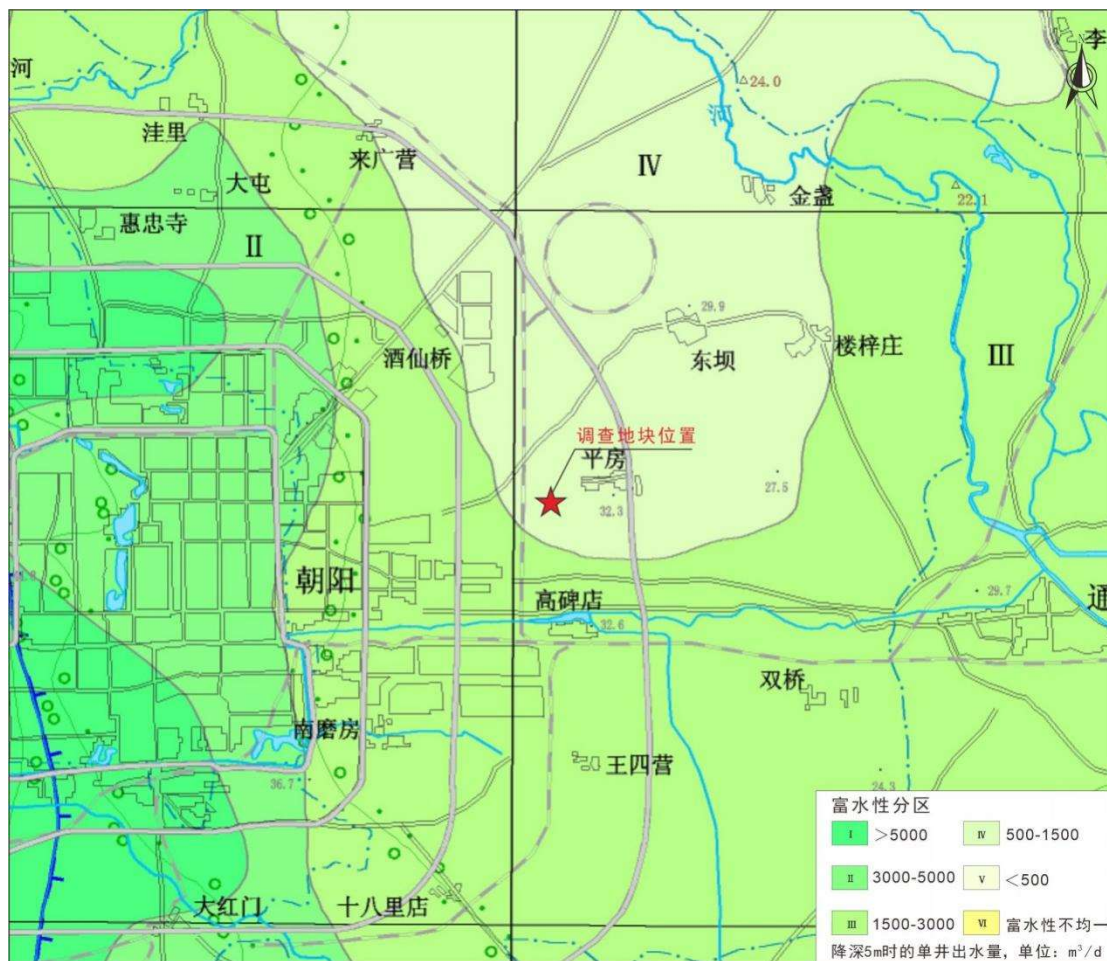 李
N
河
△24.0
洼里
河
来广营
Ⅳ
大屯
金盏
22.1
惠忠寺
Ⅱ
29.9
酒仙桥
东坝
楼梓庄
Ⅲ
调查地块位置
平房
27.5
32.3
朝阳
高碑店
29.7
通
32.6
双桥
南磨房
王四营
36.7
24.3
大红门
十八里店
富水性分区
Ⅰ >5000
Ⅳ 500-1500
Ⅱ 3000-5000
Ⅴ <500
Ⅲ 1500-3000
Ⅵ 富水性不均一
降深5m时的单井出水量，单位：m³/d